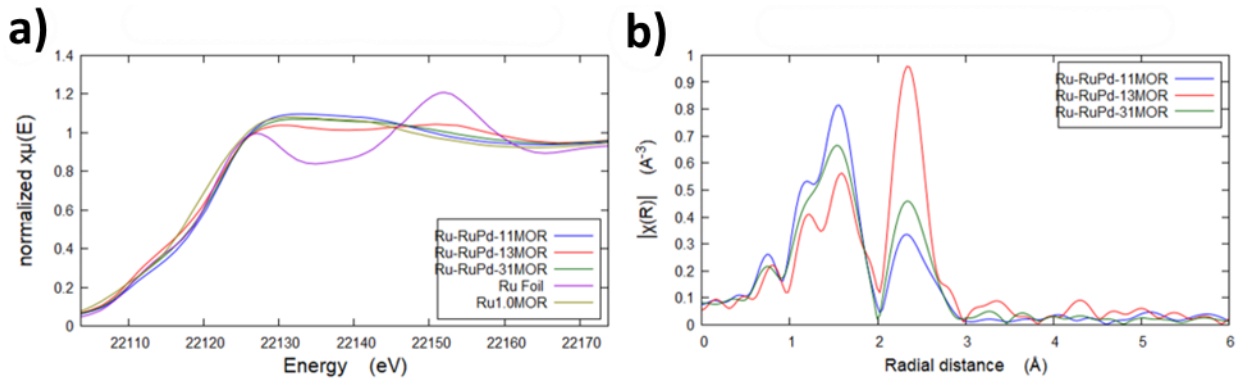 a)
1.4
1.2
1
0.8
0.6
0.4
0.2
0
normalized xμ(E)
22110 22120 22130 22140 22150 22160 22170
Energy (eV)
Ru-RuPd-11MOR
Ru-RuPd-13MOR
Ru-RuPd-31MOR
Ru Foil
Ru1.0MOR
b)
1
0.9
0.8
0.7
0.6
0.5
0.4
0.3
0.2
0.1
0
|χ(R)| (A⁻³)
0 1 2 3 4 5 6
Radial distance (Å)
Ru-RuPd-11MOR
Ru-RuPd-13MOR
Ru-RuPd-31MOR